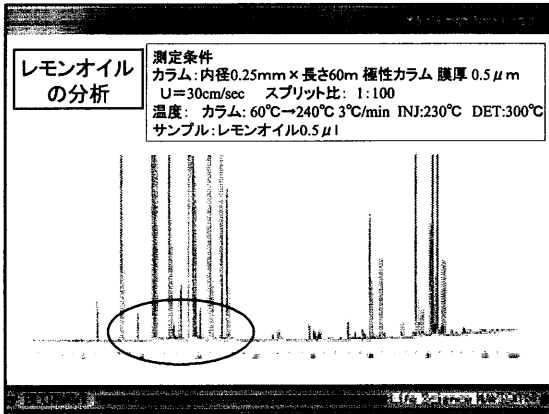 レモンオイル
の分析
測定条件
カラム:内径0.25mm×長さ60m 極性カラム 膜厚 0.5μm
U=30cm/sec スプリット比: 1:100
温度: カラム: 60℃→240℃ 3℃/min INJ:230℃ DET:300℃
サンプル:レモンオイル0.5μl